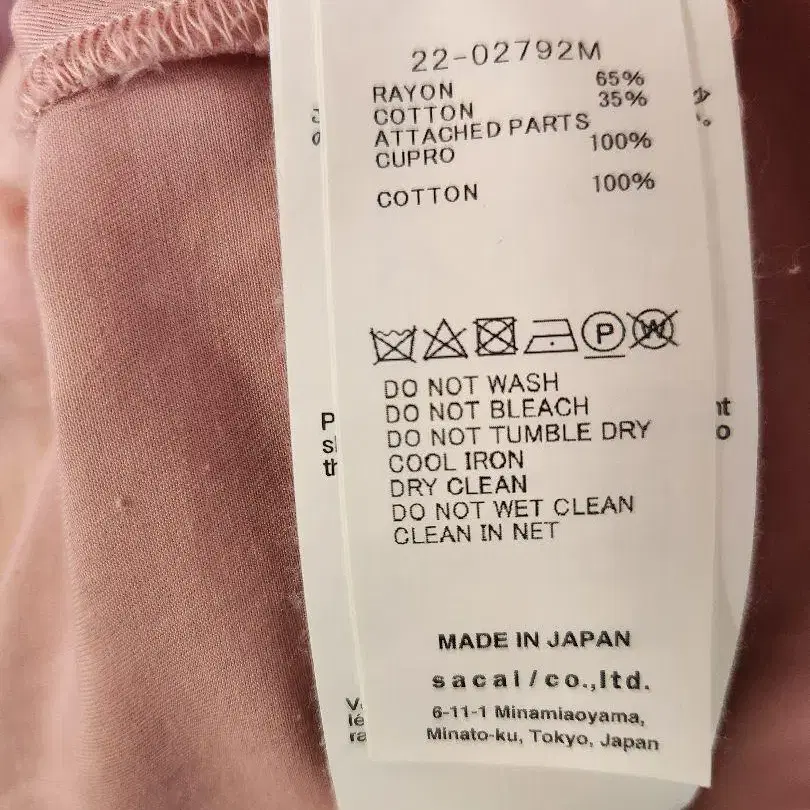 22-02792M
RAYON 65%
COTTON 35%
ATTACHED PARTS
CUPRO 100%
COTTON 100%
P W
DO NOT WASH
DO NOT BLEACH
DO NOT TUMBLE DRY
COOL IRON
DRY CLEAN
DO NOT WET CLEAN
CLEAN IN NET
MADE IN JAPAN
sacai/co.,ltd.
6-11-1 Minamiaoyama,
Minato-ku, Tokyo, Japan